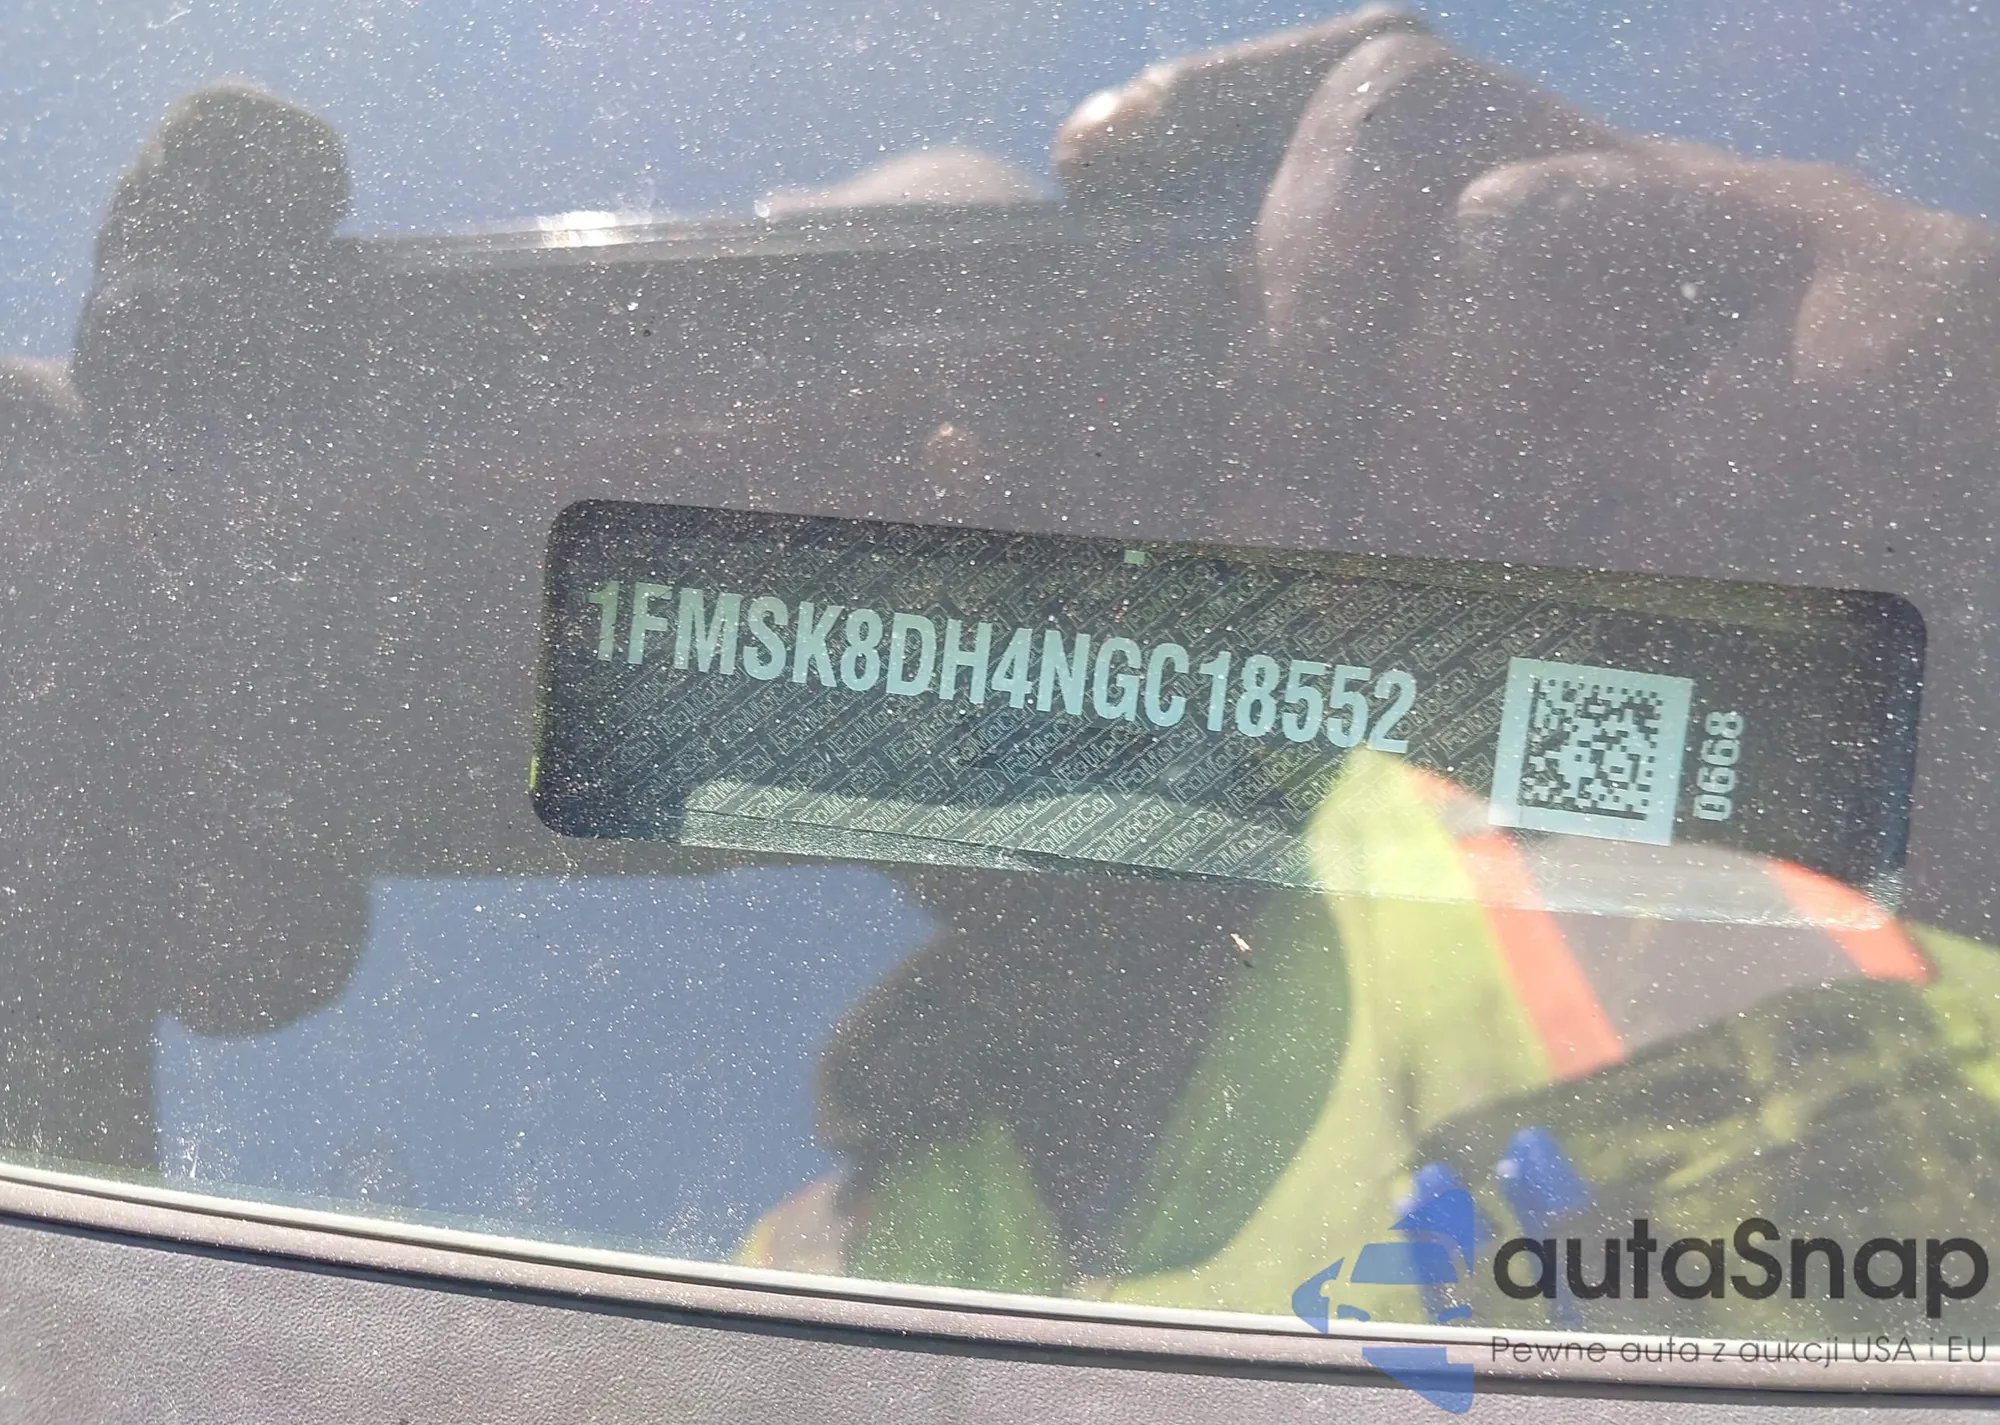 1FMSK8DH4NGC18552
0668
autaSnap
Pewne auta z aukcji USA i EU